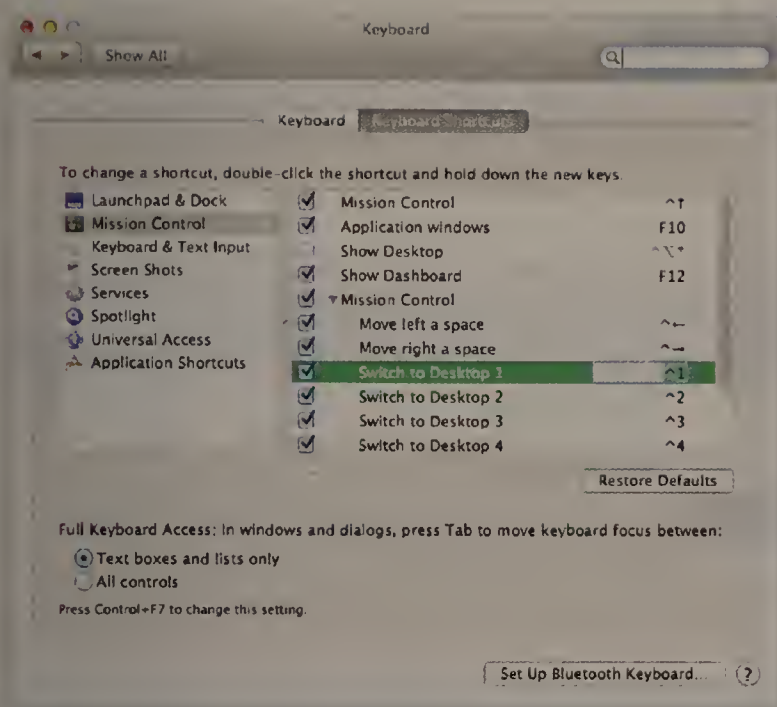 Keyboard
Show All
Keyboard Keyboard Shortcuts
To change a shortcut, double-click the shortcut and hold down the new keys.
Launchpad & Dock
Mission Control
Keyboard & Text Input
Screen Shots
Services
Spotlight
Universal Access
Application Shortcuts
Mission Control ^↑
Application windows F10
Show Desktop
Show Dashboard F12
Mission Control
Move left a space ^←
Move right a space ^→
Switch to Desktop 1 ^1
Switch to Desktop 2 ^2
Switch to Desktop 3 ^3
Switch to Desktop 4 ^4
Restore Defaults
Full Keyboard Access: In windows and dialogs, press Tab to move keyboard focus between:
Text boxes and lists only
All controls
Press Control+F7 to change this setting.
Set Up Bluetooth Keyboard... ?